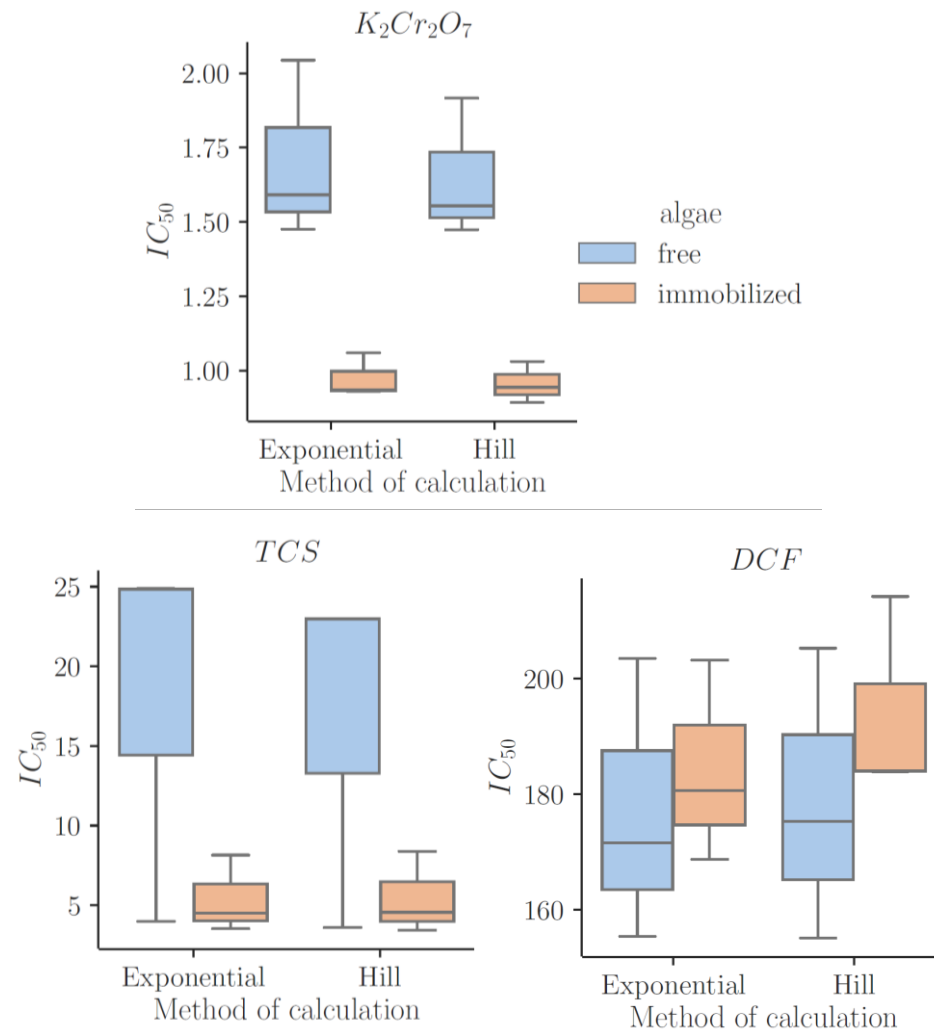 K₂Cr₂O₇
2.00
1.75
1.50
1.25
1.00
IC₅₀
Exponential Hill
Method of calculation
algae
free
immobilized
TCS
25
20
15
10
5
IC₅₀
Exponential Hill
Method of calculation
DCF
200
180
160
IC₅₀
Exponential Hill
Method of calculation